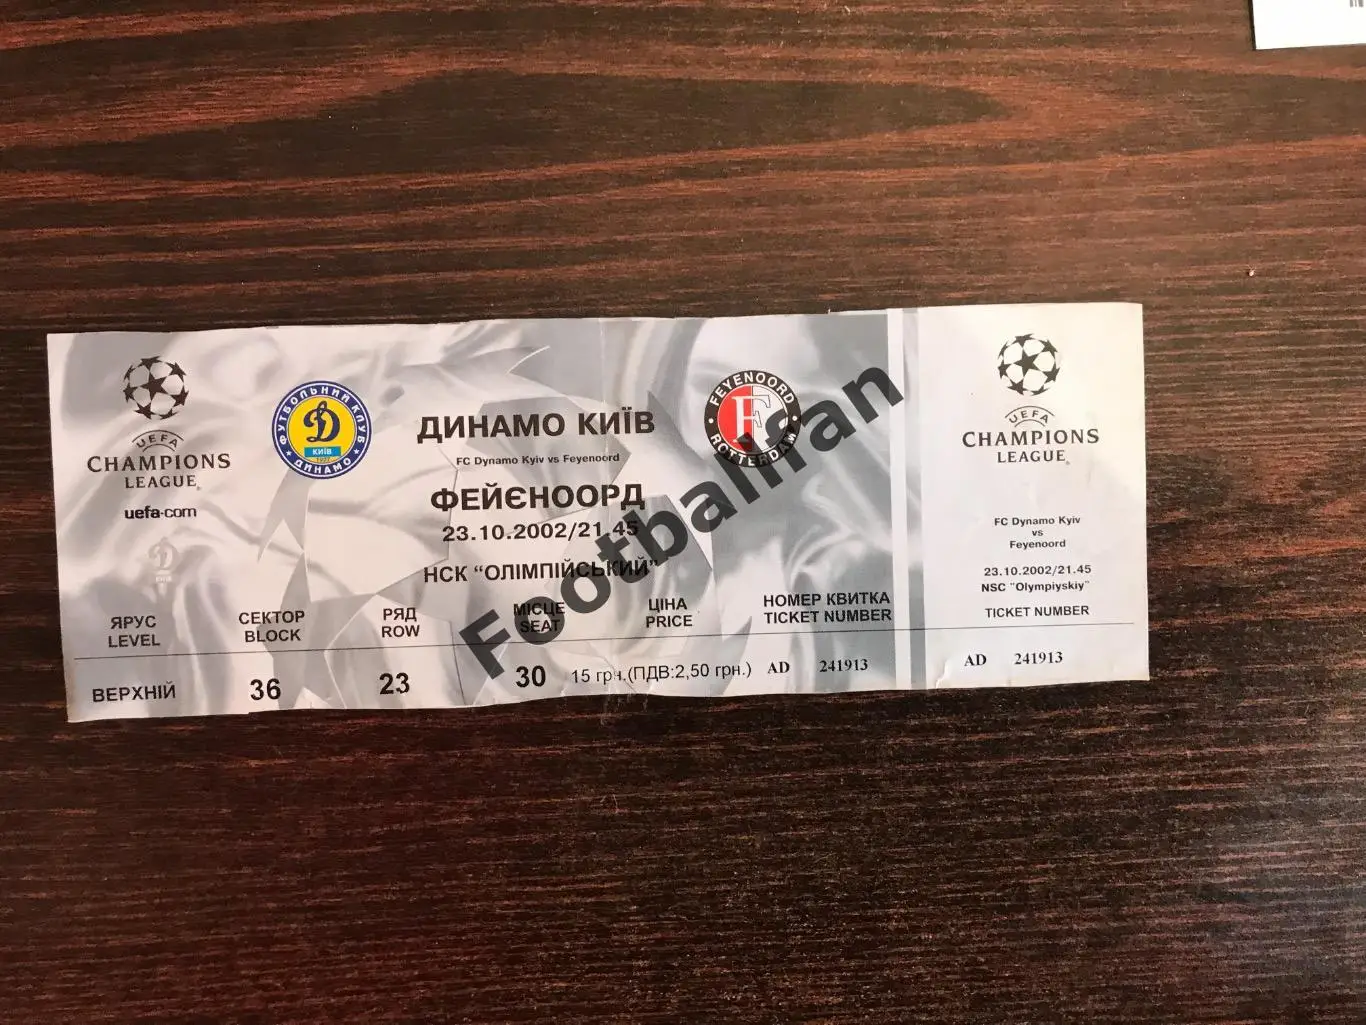 UEFA
CHAMPIONS
LEAGUE®
uefa.com
ФУТБОЛЬНИЙ КЛУБ
Д
КИЇВ
1927
ДИНАМО
ДИНАМО КИЇВ
FC Dynamo Kyiv vs Feyenoord
ФЕЙЄНООРД
23.10.2002/21.45
НСК “ОЛІМПІЙСЬКИЙ”
FEYENOORD
F
ROTTERDAM
Footballfan
ЯРУС
LEVEL
ВЕРХНІЙ
СЕКТОР
BLOCK
36
РЯД
ROW
23
МІСЦЕ
SEAT
30
ЦІНА
PRICE
15 грн.(ПДВ:2,50 грн.)
НОМЕР КВИТКА
TICKET NUMBER
AD 241913
UEFA
CHAMPIONS
LEAGUE®
FC Dynamo Kyiv
vs
Feyenoord
23.10.2002/21.45
NSC "Olympiyskiy"
TICKET NUMBER
AD 241913